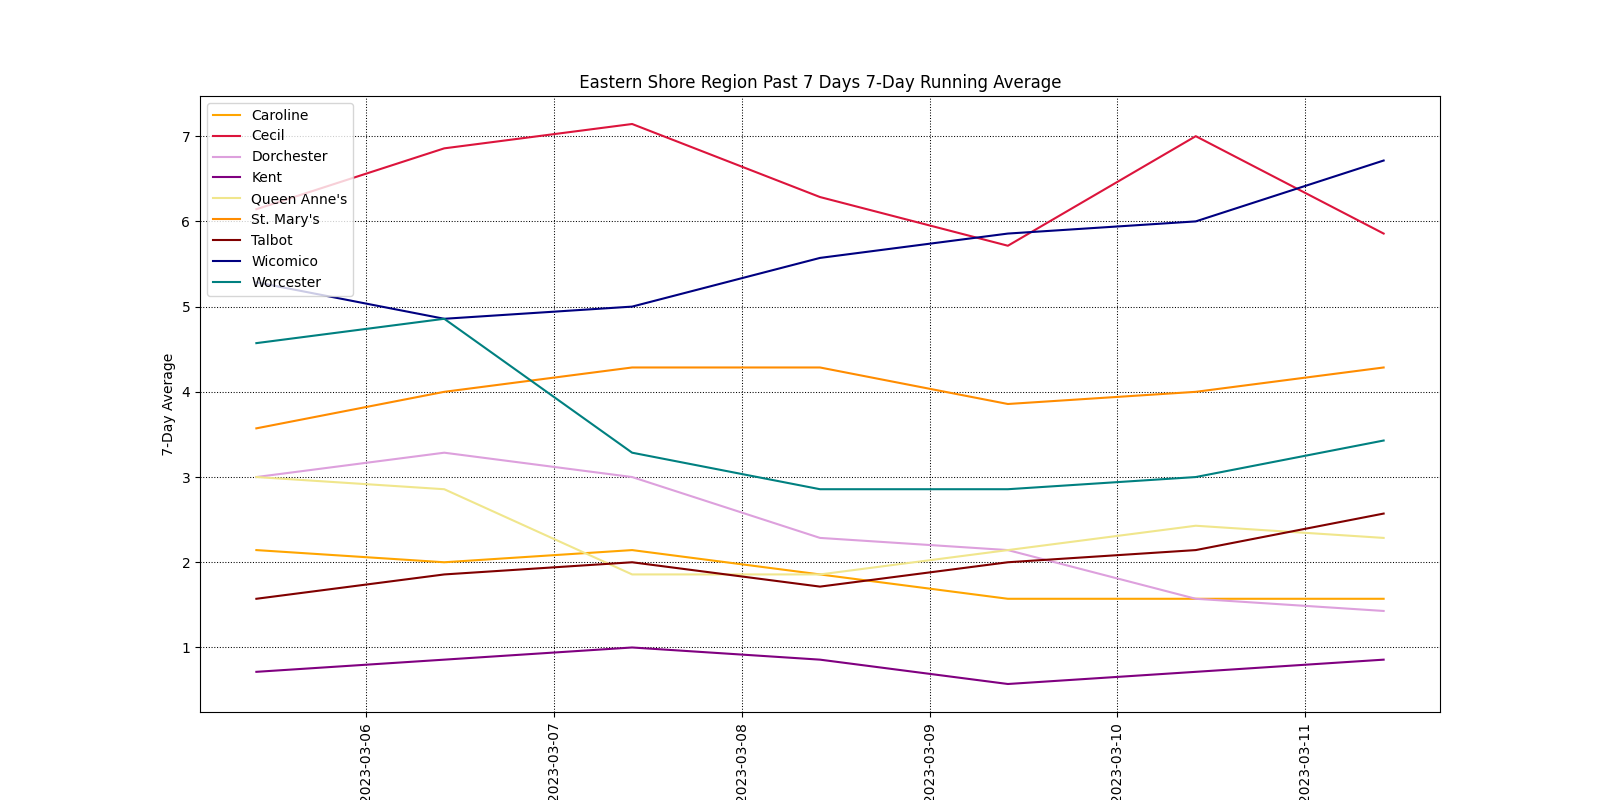 Eastern Shore Region Past 7 Days 7-Day Running Average
Caroline
Cecil
Dorchester
Kent
Queen Anne's
St. Mary's
Talbot
Wicomico
Worcester
7
6
5
4
3
2
1
7-Day Average
2023-03-06
2023-03-07
2023-03-08
2023-03-09
2023-03-10
2023-03-11